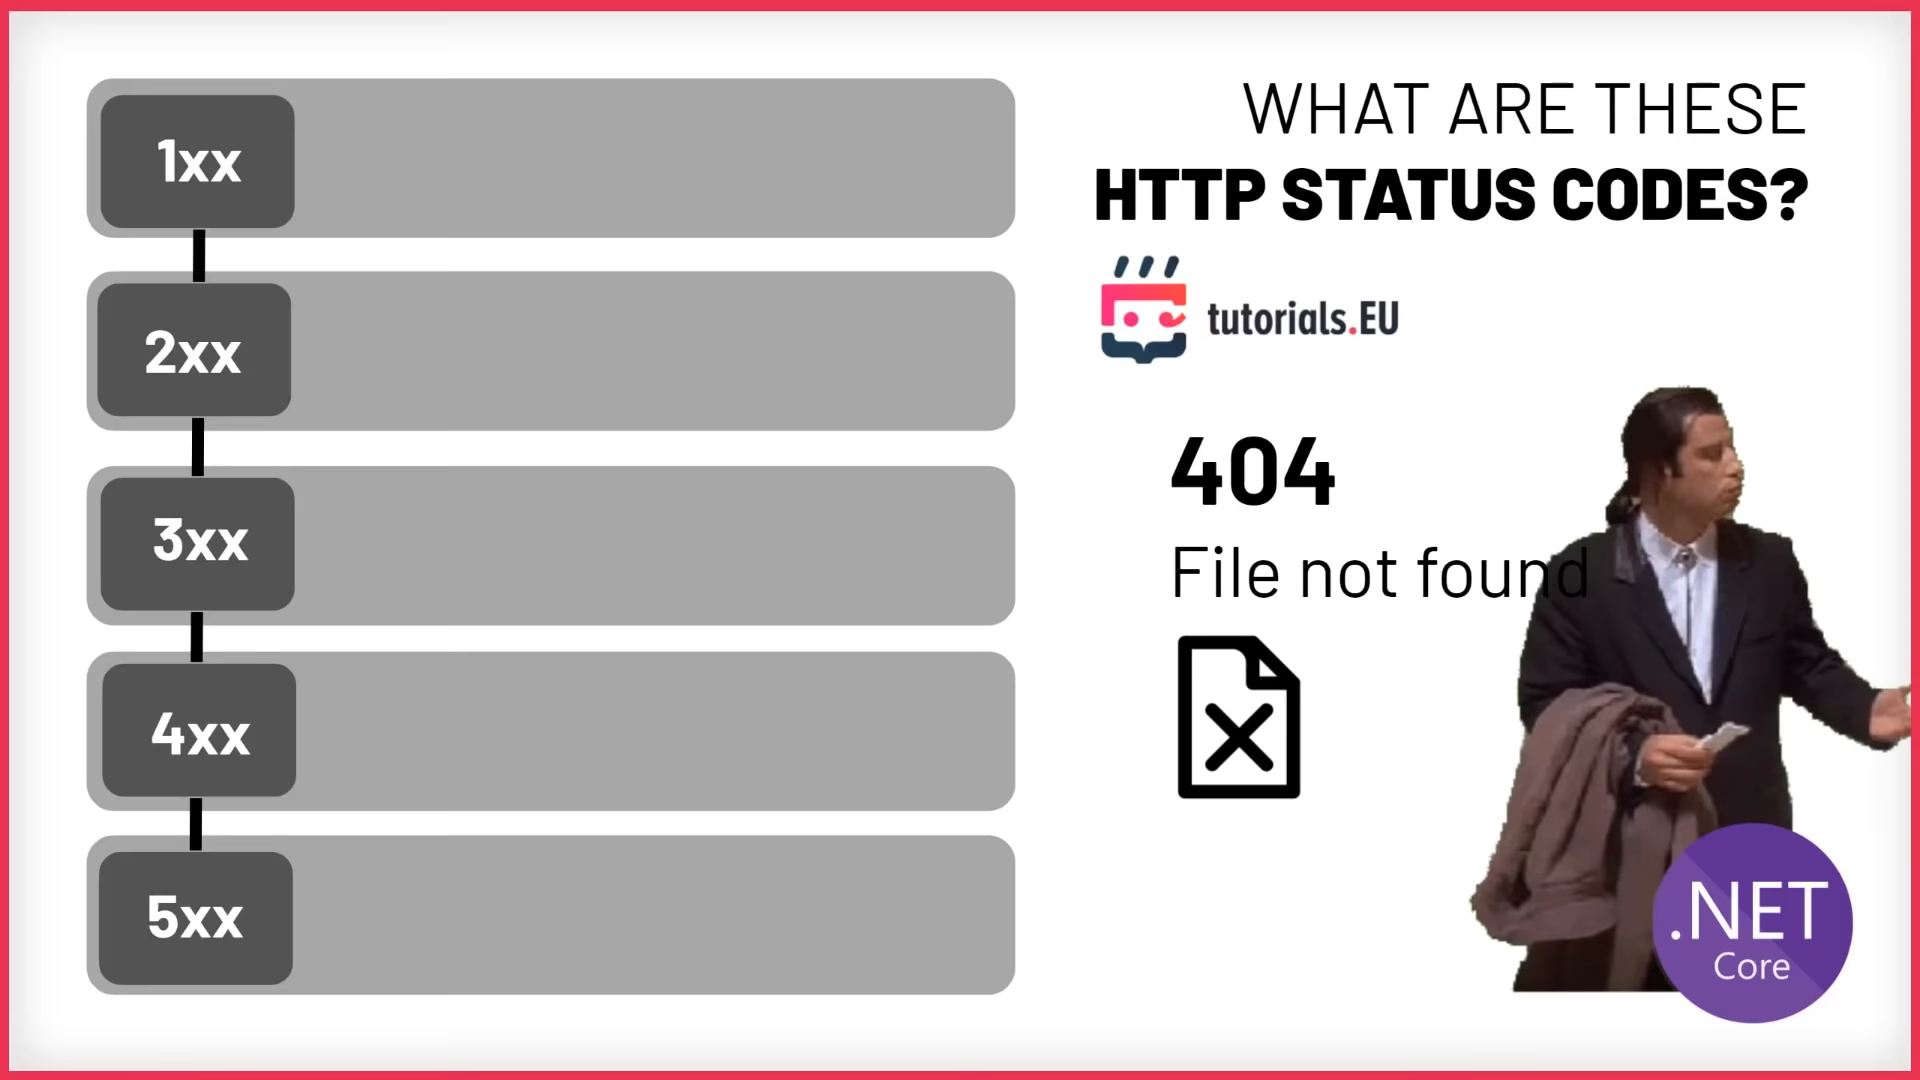 1xx
2xx
3xx
4xx
5xx
WHAT ARE THESE
HTTP STATUS CODES?
tutorials.EU
404
File not found
.NET
Core